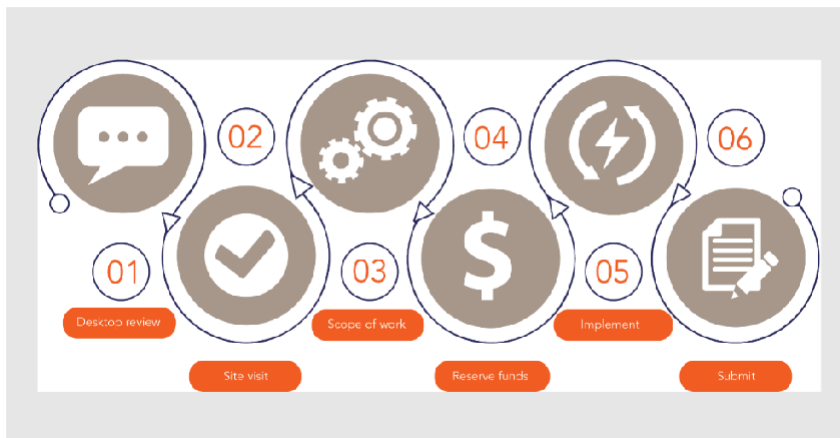 01
Desktop review
02
Site visit
03
Scope of work
04
Reserve funds
05
Implement
06
Submit